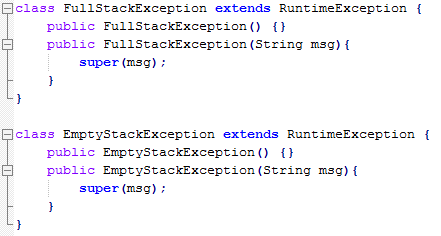 class FullStackException extends RuntimeException {
    public FullStackException() {}
    public FullStackException(String msg){
        super(msg);
    }
}

class EmptyStackException extends RuntimeException {
    public EmptyStackException() {}
    public EmptyStackException(String msg){
        super(msg);
    }
}